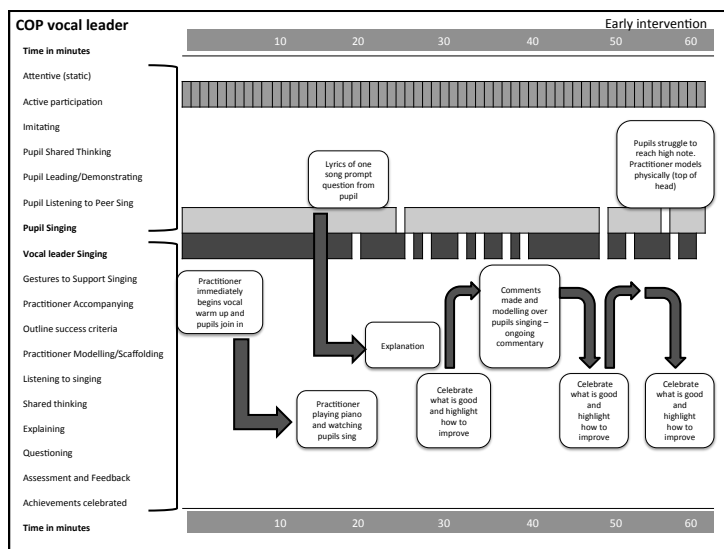 COP vocal leader
Early intervention
Time in minutes
10 20 30 40 50 60
Attentive (static)
Active participation
Imitating
Pupil Shared Thinking
Pupil Leading/Demonstrating
Pupil Listening to Peer Sing
Pupil Singing
Vocal leader Singing
Gestures to Support Singing
Practitioner Accompanying
Outline success criteria
Practitioner Modelling/Scaffolding
Listening to singing
Shared thinking
Explaining
Questioning
Assessment and Feedback
Achievements celebrated
Time in minutes
Lyrics of one
song prompt
question from
pupil
Pupils struggle to
reach high note.
Practitioner models
physically (top of
head)
Practitioner
immediately
begins vocal
warm up and
pupils join in
Practitioner
playing piano
and watching
pupils sing
Explanation
Celebrate
what is good
and highlight
how to
improve
Comments
made and
modelling over
pupils singing –
ongoing
commentary
Celebrate
what is good
and
highlight
how to
improve
Celebrate
what is good
and
highlight
how to
improve
10 20 30 40 50 60